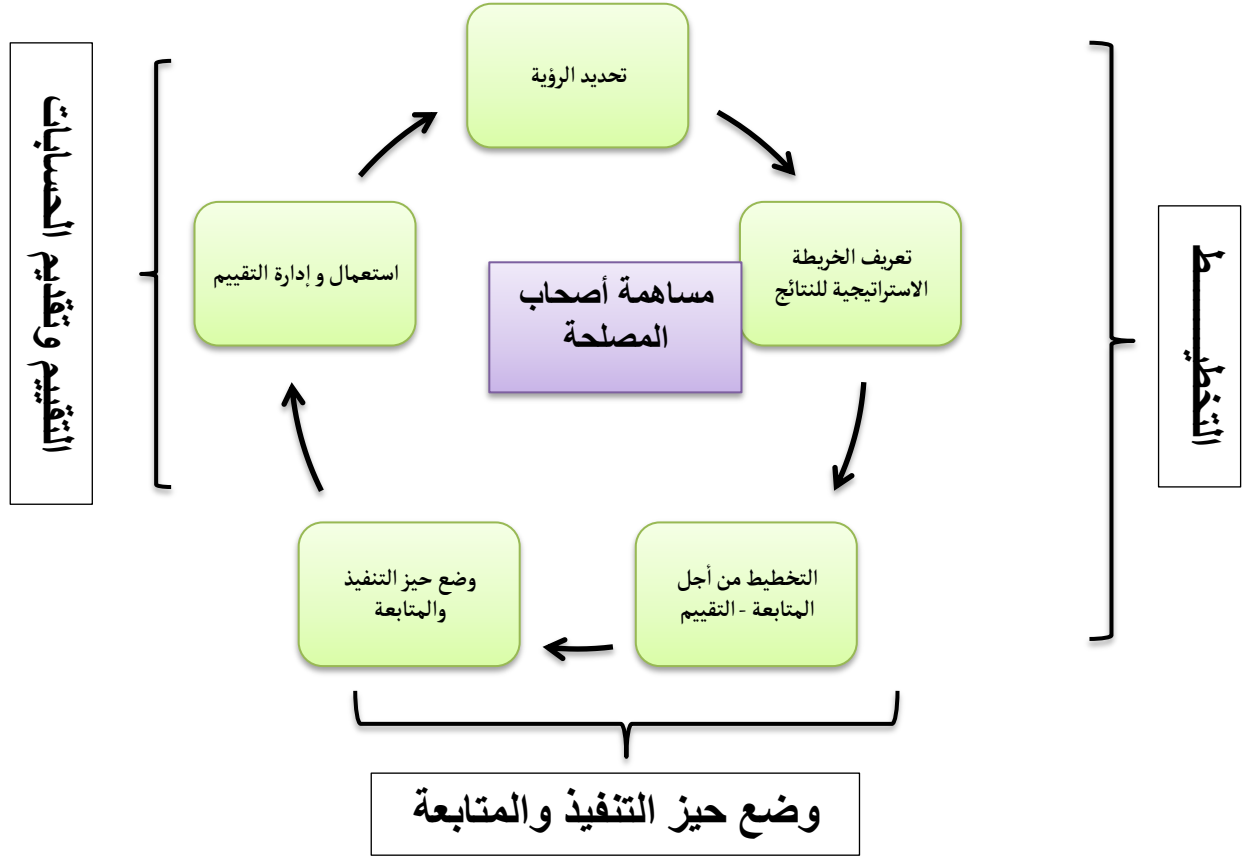 تحديد الرؤية
تعريف الخريطة
الاستراتيجية للنتائج
التخطيط من أجل
المتابعة - التقييم
وضع حيز التنفيذ
والمتابعة
استعمال و إدارة التقييم
مساهمة أصحاب
المصلحة
التخطيـــــــط
وضع حيز التنفيذ والمتابعة
التقييم وتقديم الحسابات